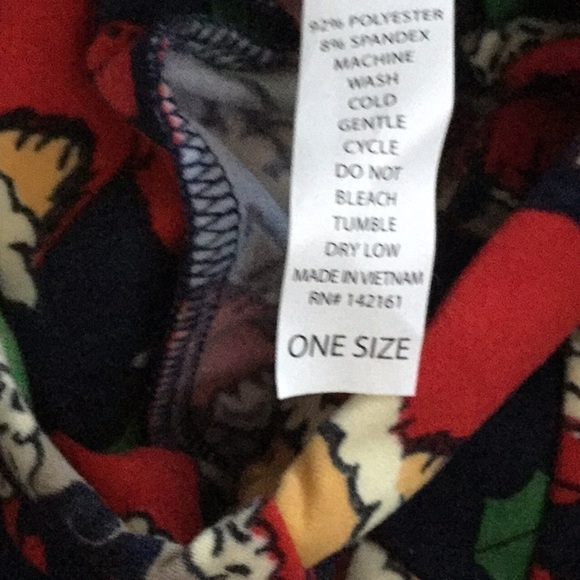 92% POLYESTER
8% SPANDEX
MACHINE
WASH
COLD
GENTLE
CYCLE
DO NOT
BLEACH
TUMBLE
DRY LOW
MADE IN VIETNAM
RN# 142161
ONE SIZE